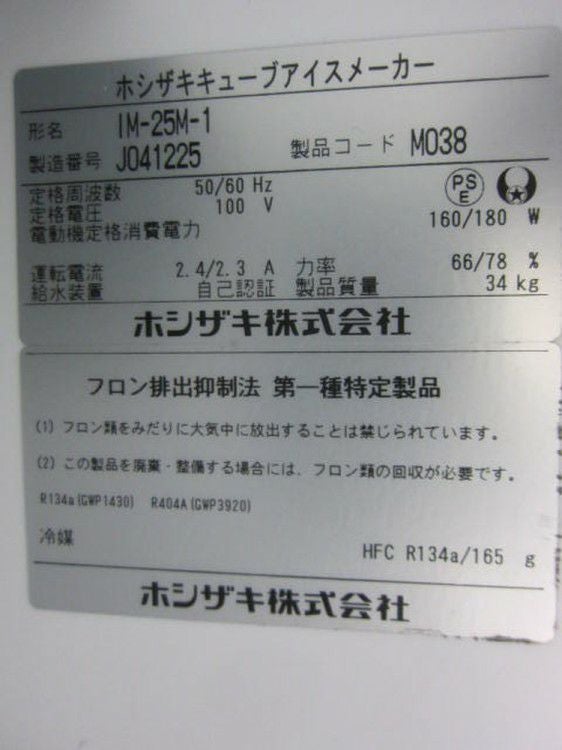 ホシザキキューブアイスメーカー
形名 IM-25M-1
製造番号 J041225 製品コード M038
定格周波数 50/60 Hz
PS E
定格電圧 100 V
電動機定格消費電力 160/180 W
運転電流 2.4/2.3 A 力率 66/78 %
給水装置 自己認証 製品質量 34 kg
ホシザキ株式会社
フロン排出抑制法 第一種特定製品
(1) フロン類をみだりに大気中に放出することは禁じられています。
(2) この製品を廃棄・整備する場合には、フロン類の回収が必要です。
R134a(GWP1430) R404A(GWP3920)
冷媒 HFC R134a/165 g
ホシザキ株式会社